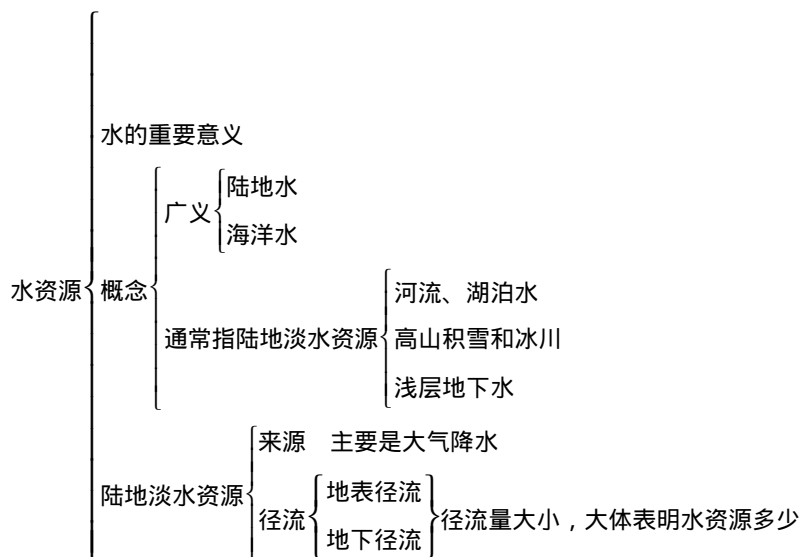 水的重要意义
陆地水
广义
海洋水
水资源
概念
河流、湖泊水
通常指陆地淡水资源
高山积雪和冰川
浅层地下水
来源 主要是大气降水
陆地淡水资源
地表径流
径流
径流量大小，大体表明水资源多少
地下径流